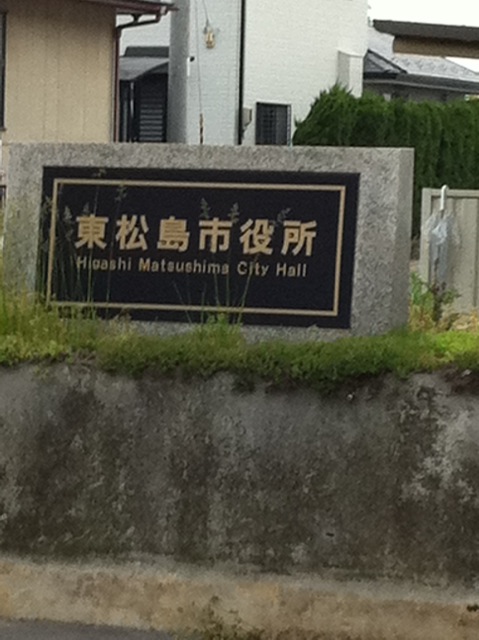 東松島市役所
Higashi Matsushima City Hall